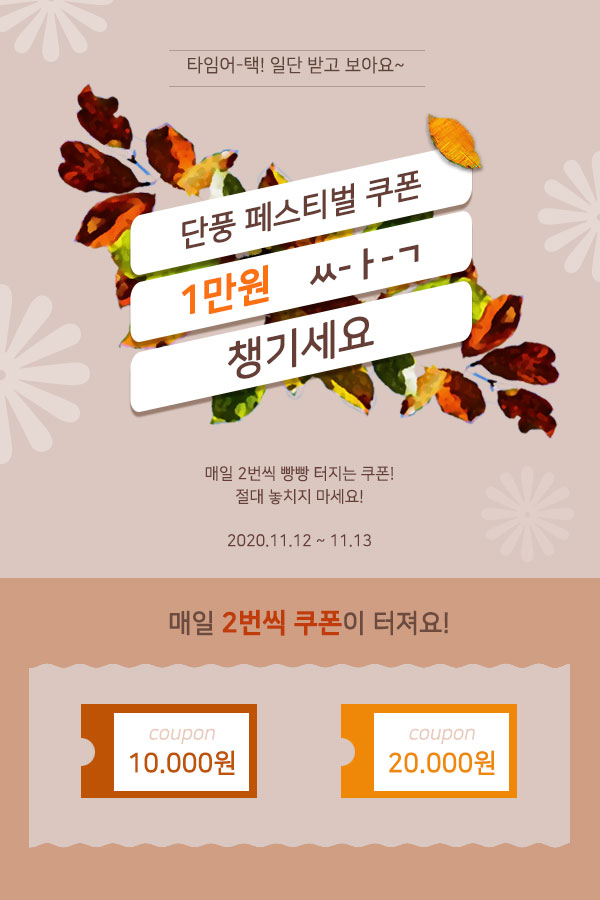 타임어-택! 일단 받고 보아요~
단풍 페스티벌 쿠폰
1만원 ㅆ-ㅏ-ㄱ
챙기세요
매일 2번씩 빵빵 터지는 쿠폰!
절대 놓치지 마세요!
2020.11.12 ~ 11.13
매일 2번씩 쿠폰이 터져요!
coupon
10.000원
coupon
20.000원